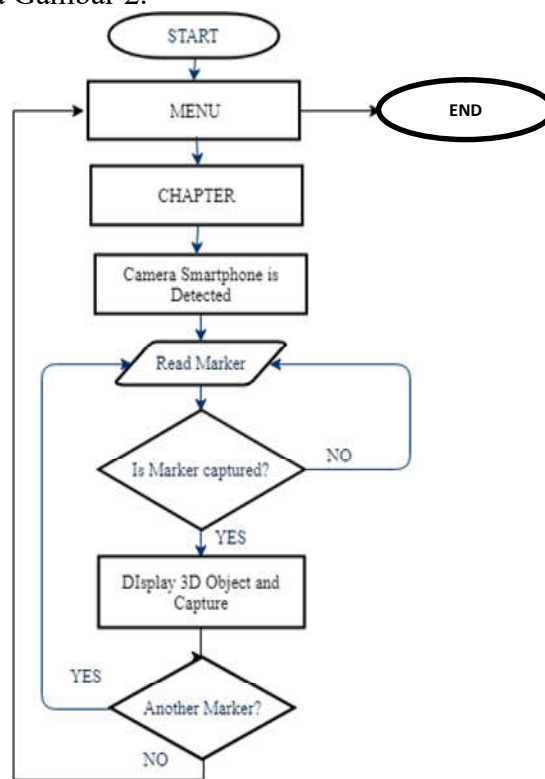 Gambar 2.
START
MENU
END
CHAPTER
Camera Smartphone is
Detected
Read Marker
Is Marker captured?
NO
YES
DIsplay 3D Object and
Capture
YES
Another Marker?
NO